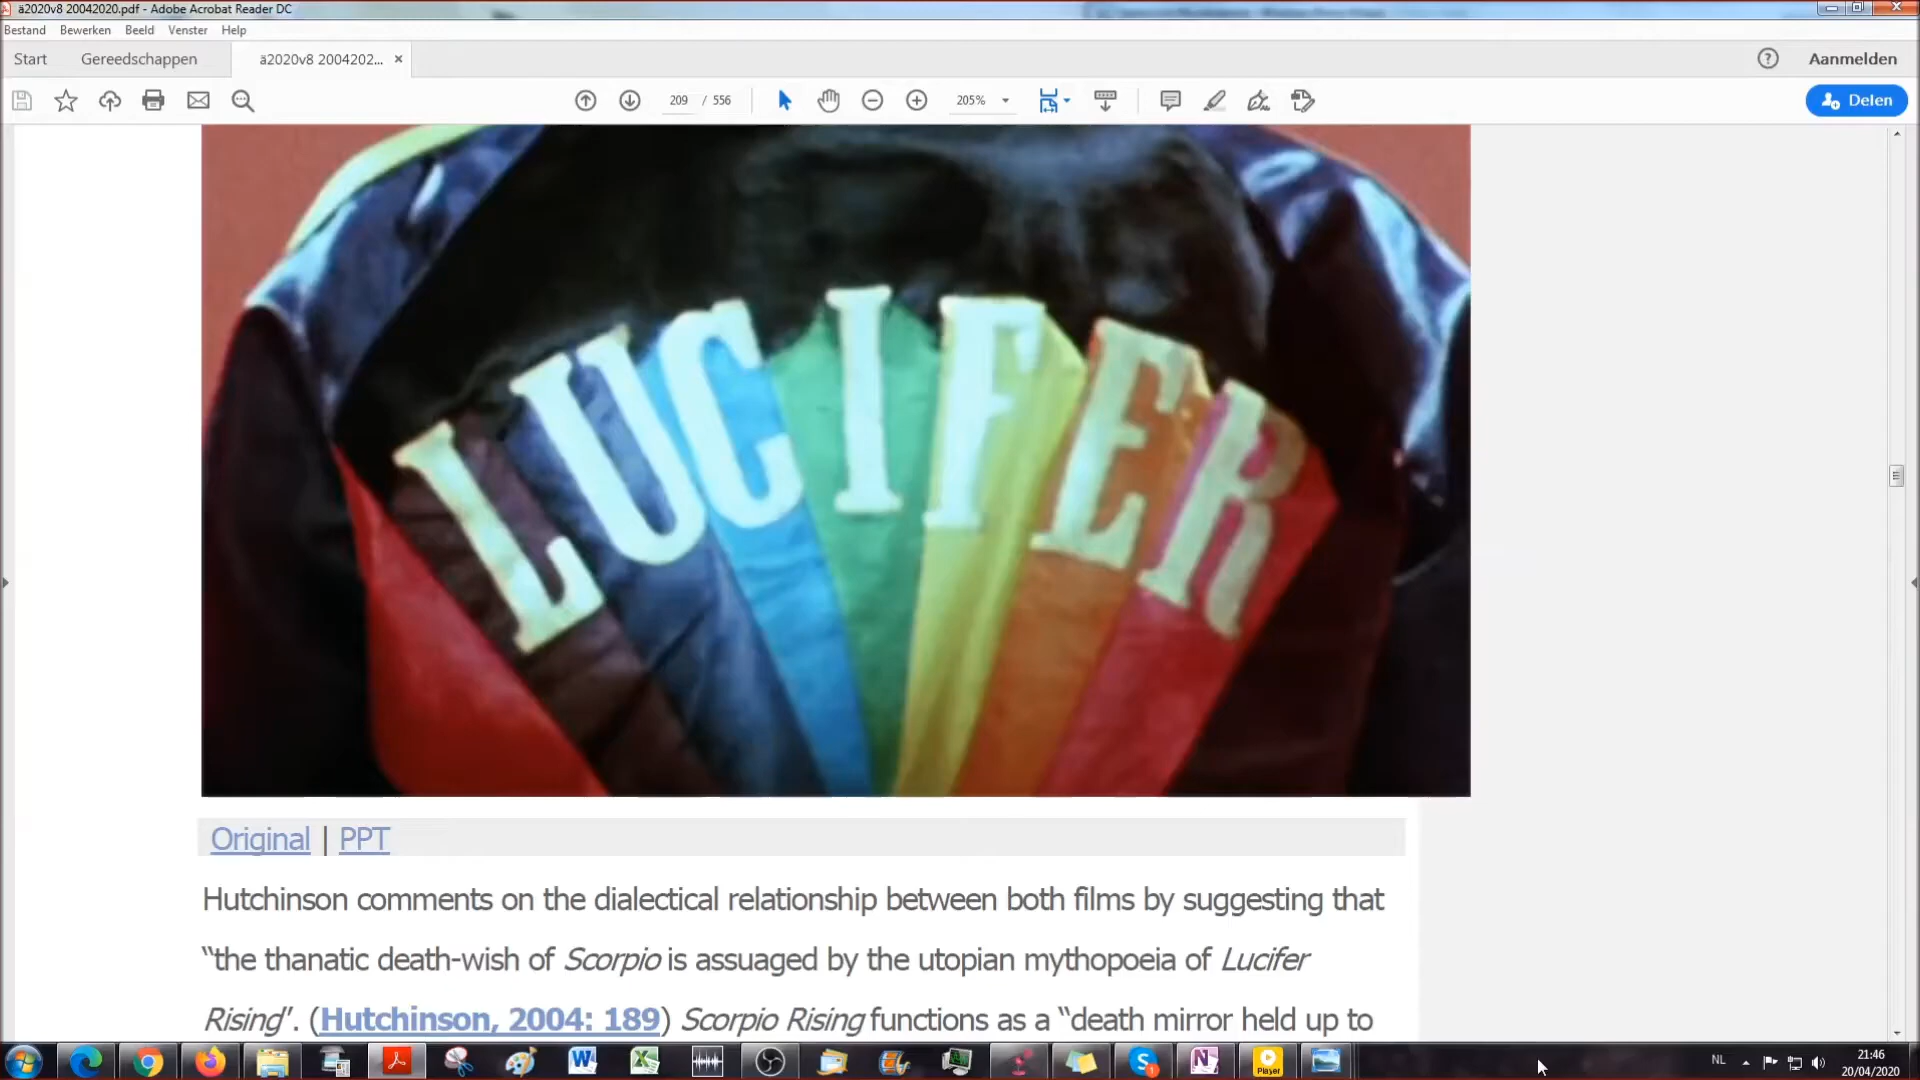 ä2020v8 20042020.pdf - Adobe Acrobat Reader DC
Bestand Bewerken Beeld Venster Help
Start Gereedschappen ä2020v8 2004202... × Aanmelden
209 / 556 205% Delen
LUCIFER
Original | PPT
Hutchinson comments on the dialectical relationship between both films by suggesting that
“the thanatic death-wish of Scorpio is assuaged by the utopian mythopoeia of Lucifer
Rising”. (Hutchinson, 2004: 189) Scorpio Rising functions as a “death mirror held up to
NL 21:46
20/04/2020